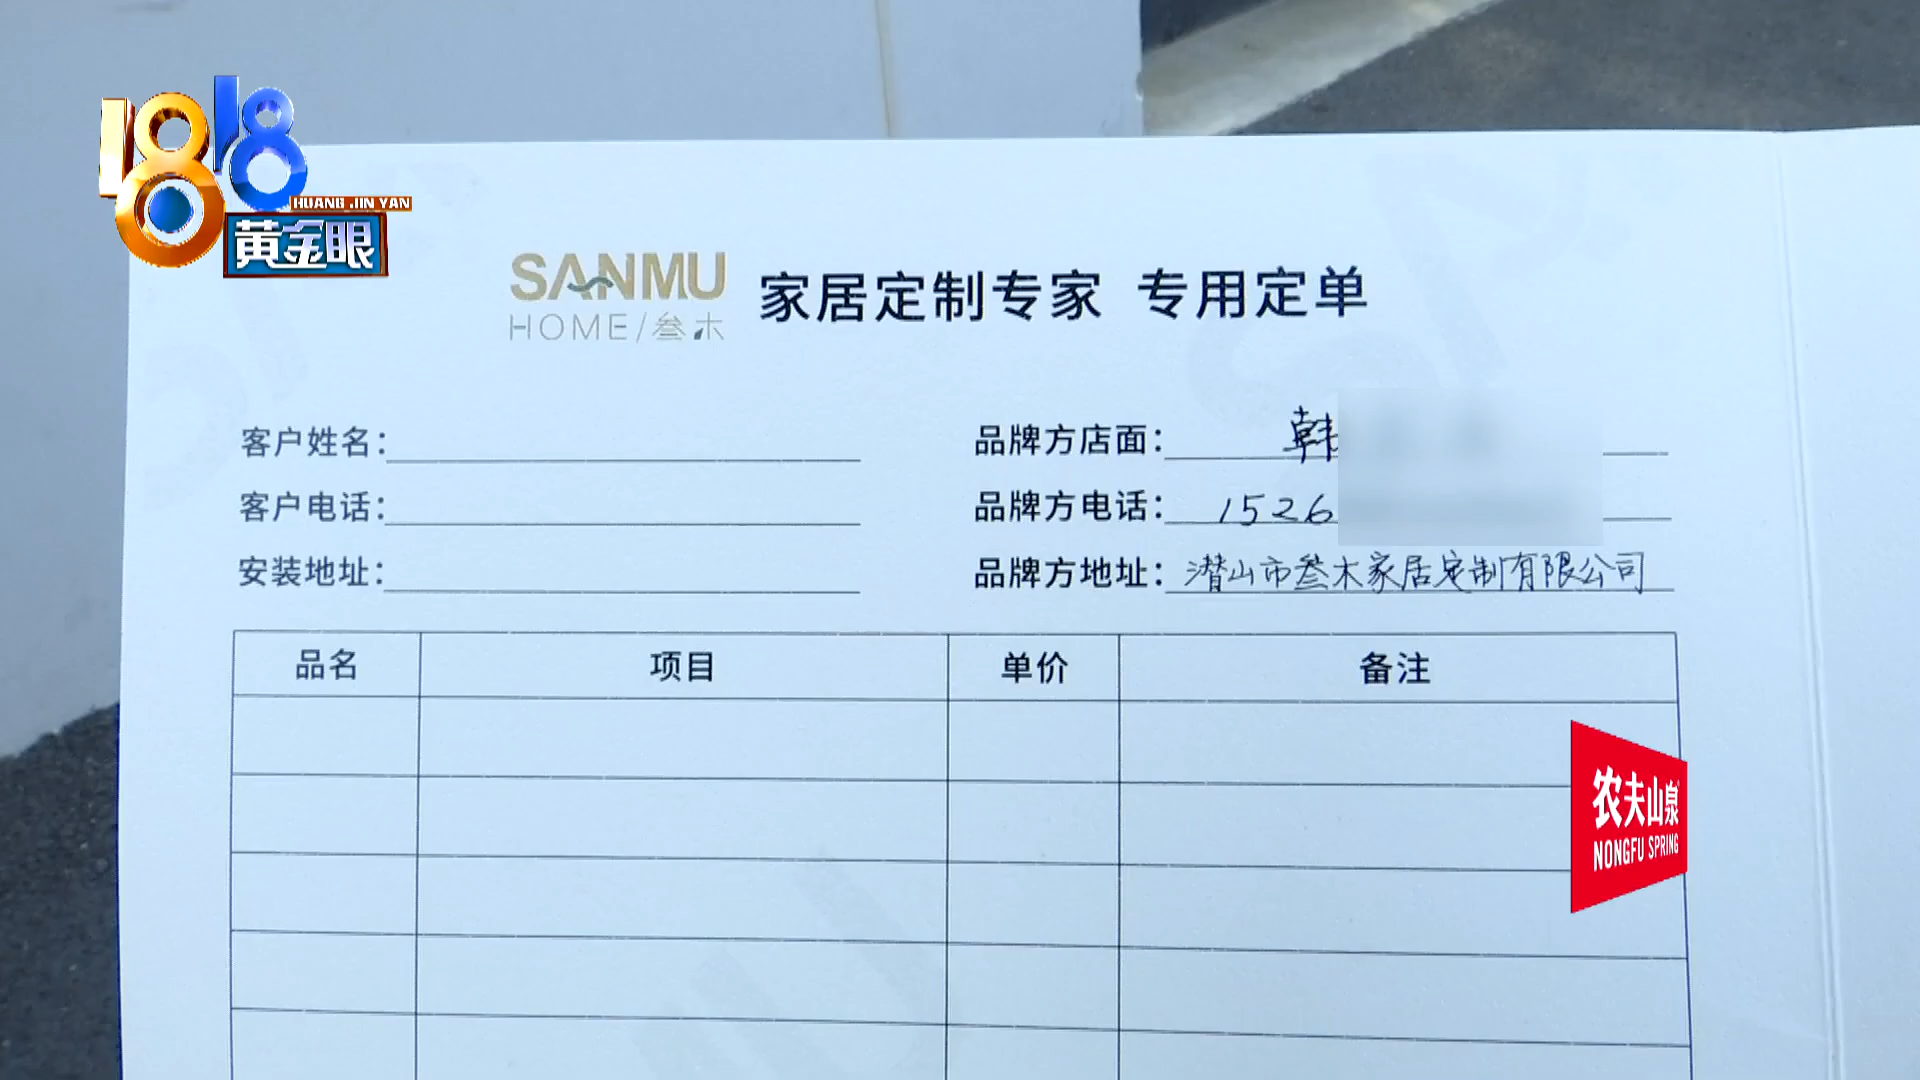 1818
HUANG JIN YAN
黄金眼
SANMU
HOME/叁木
家居定制专家 专用定单
客户姓名：
品牌方店面：韩
客户电话：
品牌方电话：1526
安装地址：
品牌方地址：潜山市叁木家居定制有限公司
品名 项目 单价 备注
农夫山泉
NONGFU SPRING